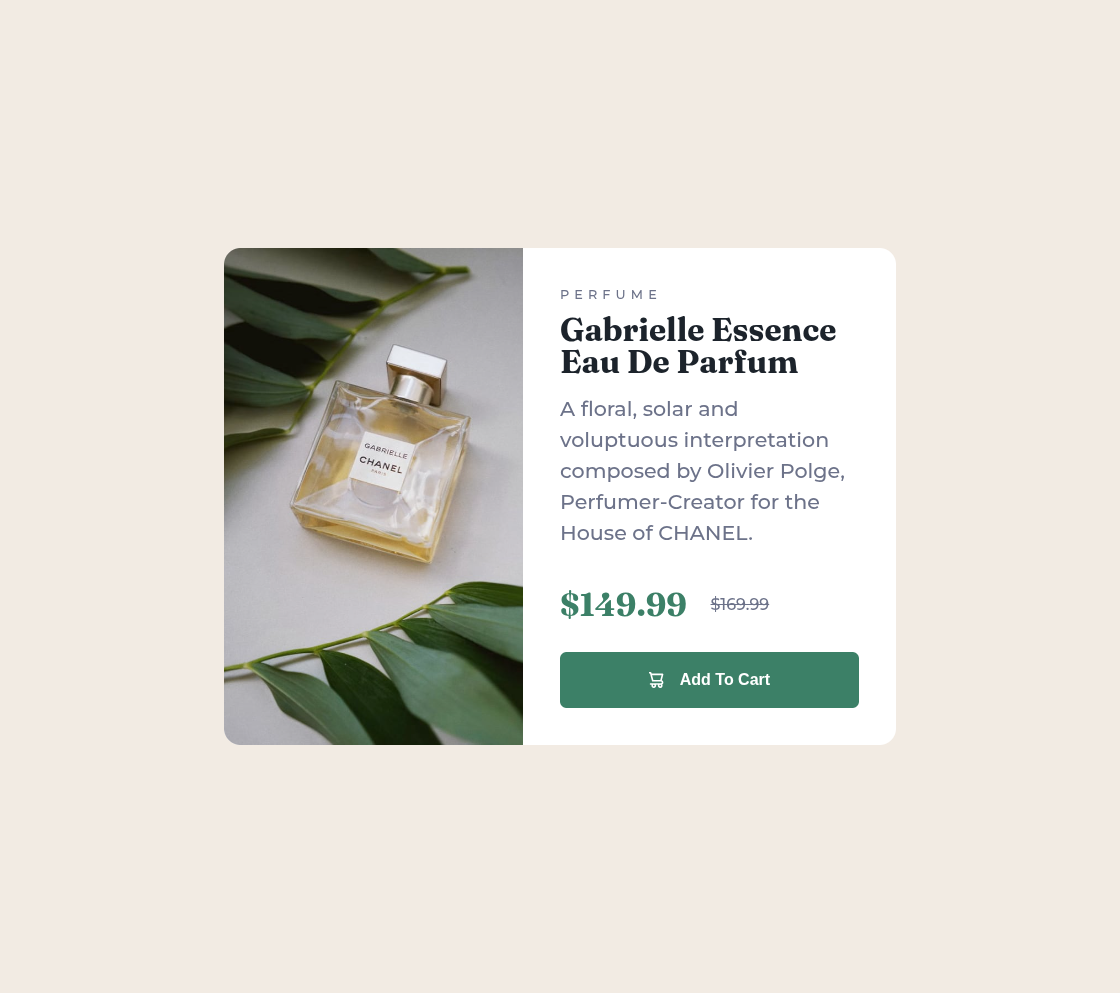 GABRIELLE
CHANEL
PARIS
PERFUME
Gabrielle Essence
Eau De Parfum
A floral, solar and
voluptuous interpretation
composed by Olivier Polge,
Perfumer-Creator for the
House of CHANEL.
$149.99 $169.99
Add To Cart